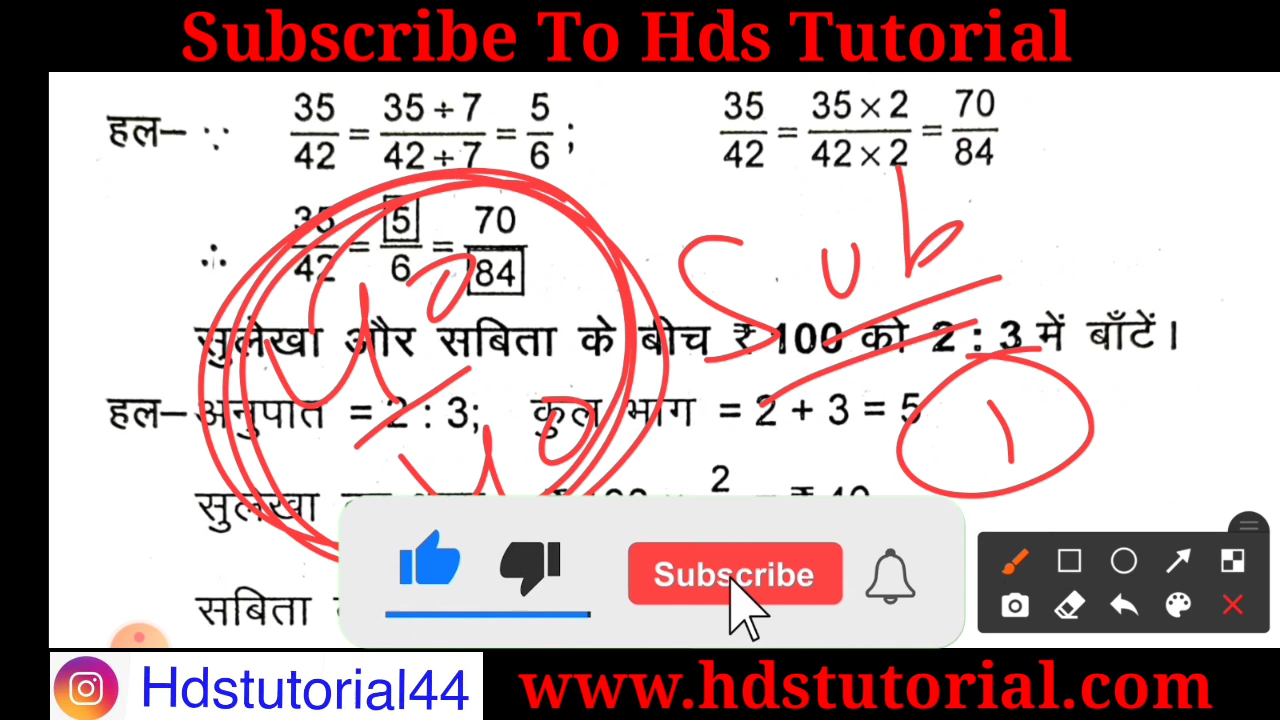 Subscribe To Hds Tutorial
हल– ∵ 35/42 = 35 ÷ 7/42 ÷ 7 = 5/6 ; 35/42 = 35 × 2/42 × 2 = 70/84
∴ 35/42 = 5/6 = 70/84
Sub
सुलेखा और सबिता के बीच ₹ 100 को 2 : 3 में बाँटें।
हल– अनुपात = 2 : 3; कुल भाग = 2 + 3 = 5
सुलेखा 2
Subscribe
सबिता
Hdstutorial44
www.hdstutorial.com